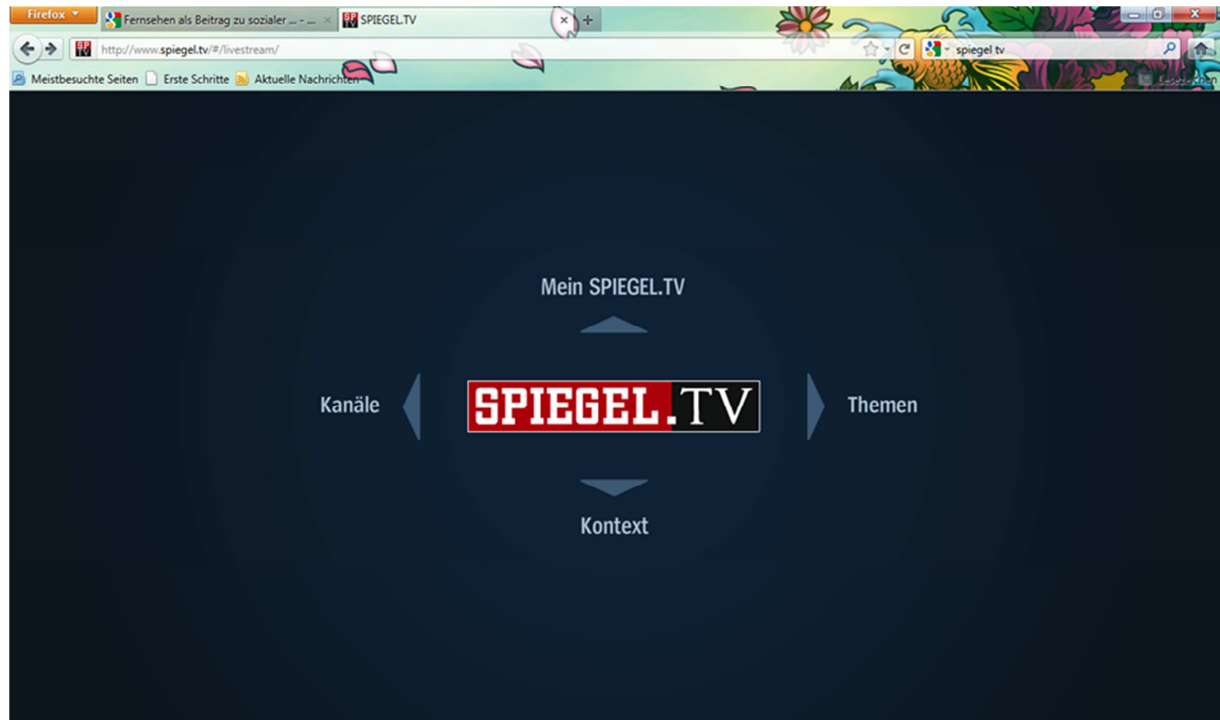 Firefox
Fernsehen als Beitrag zu sozialer ... - ...
SPIEGEL.TV
http://www.spiegel.tv/#/livestream/
spiegel tv
Meistbesuchte Seiten
Erste Schritte
Aktuelle Nachrichten
Lesezeichen
Mein SPIEGEL.TV
Kanäle
SPIEGEL.TV
Themen
Kontext